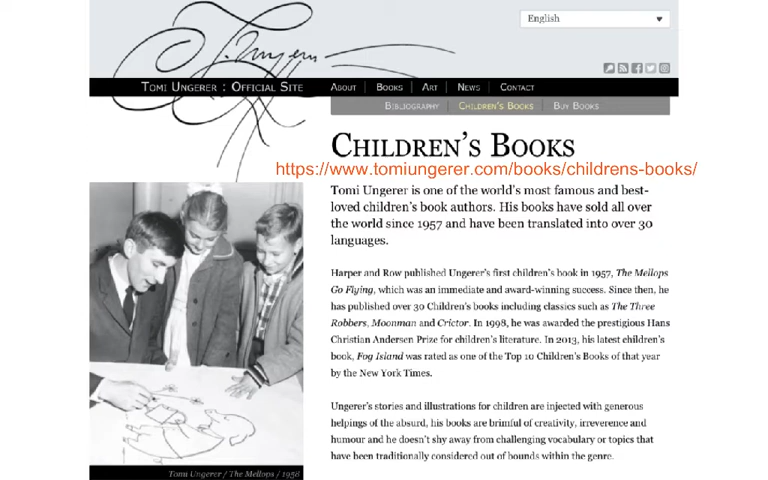 English
T. Ungerer
TOMI UNGERER : OFFICIAL SITE
ABOUT
BOOKS
ART
NEWS
CONTACT
BIBLIOGRAPHY
CHILDREN'S BOOKS
BUY BOOKS
CHILDREN'S BOOKS
https://www.tomiungerer.com/books/childrens-books/
Tomi Ungerer is one of the world's most famous and best-
loved children's book authors. His books have sold all over
the world since 1957 and have been translated into over 30
languages.
Harper and Row published Ungerer's first children's book in 1957, The Mellops
Go Flying, which was an immediate and award-winning success. Since then, he
has published over 30 Children's books including classics such as The Three
Robbers, Moonman and Crictor. In 1998, he was awarded the prestigious Hans
Christian Andersen Prize for children's literature. In 2013, his latest children's
book, Fog Island was rated as one of the Top 10 Children's Books of that year
by the New York Times.
Ungerer's stories and illustrations for children are injected with generous
helpings of the absurd, his books are brimful of creativity, irreverence and
humour and he doesn't shy away from challenging vocabulary or topics that
have been traditionally considered out of bounds within the genre.
Tomi Ungerer / The Mellops / 1958